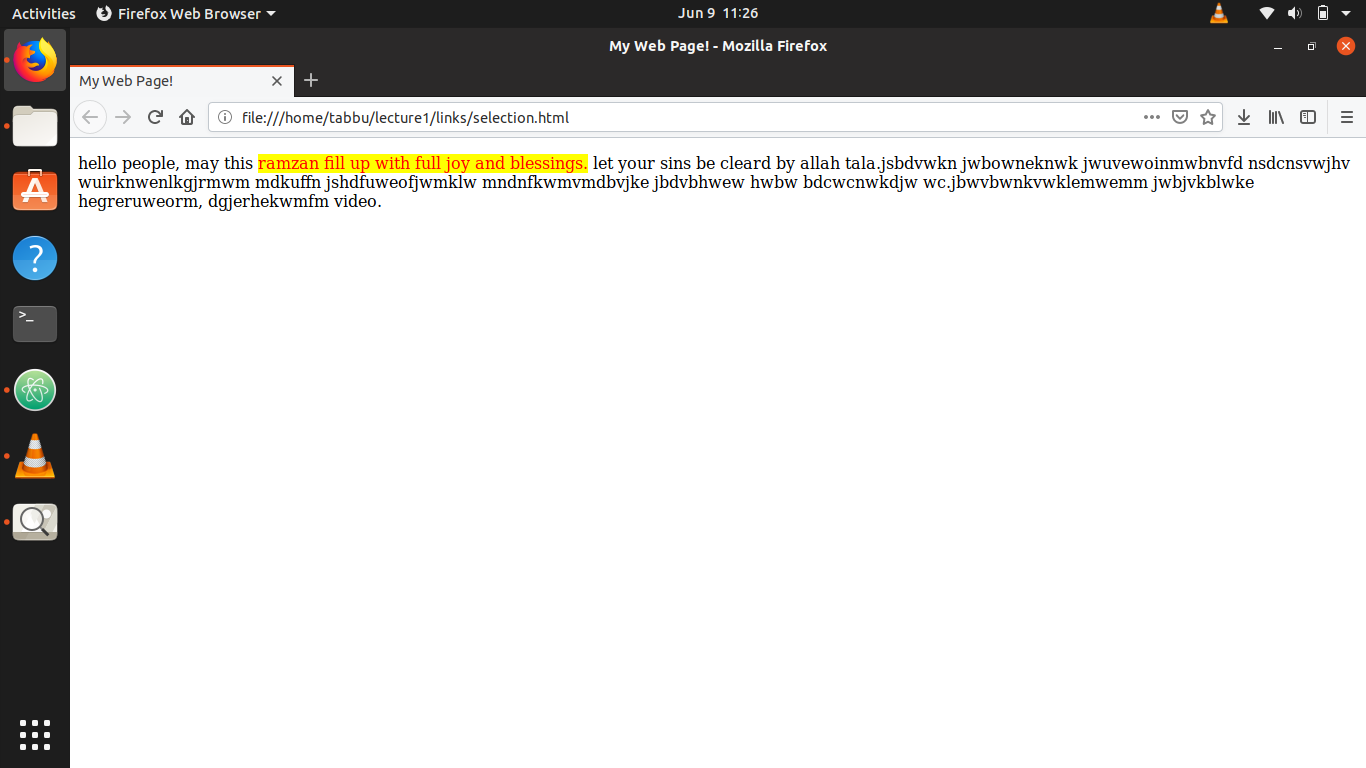 Activities Firefox Web Browser Jun 9 11:26
My Web Page! - Mozilla Firefox
My Web Page!
file:///home/tabbu/lecture1/links/selection.html
hello people, may this ramzan fill up with full joy and blessings. let your sins be cleard by allah tala.jsbdvwkn jwbowneknwk jwuvewoinmwbnvfd nsdcnsvwjhv
wuirknwenlkgjrmwm mdkuffn jshdfuweofjwmklw mndnfkwmvmdbvjke jbdvbhwew hwbw bdcwcnwkdjw wc.jbwvbwnkvwklemwemm jwbjvkblwke
hegreruweorm, dgjerhekwmfm video.